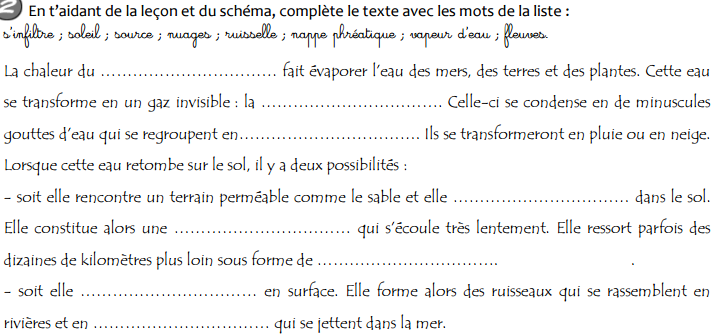 2 En t'aidant de la leçon et du schéma, complète le texte avec les mots de la liste :
s'infiltre ; soleil ; source ; nuages ; ruisselle ; nappe phréatique ; vapeur d'eau ; fleuves.
La chaleur du ................................ fait évaporer l'eau des mers, des terres et des plantes. Cette eau
se transforme en un gaz invisible : la ................................ Celle-ci se condense en de minuscules
gouttes d'eau qui se regroupent en................................ Ils se transformeront en pluie ou en neige.
Lorsque cette eau retombe sur le sol, il y a deux possibilités :
- soit elle rencontre un terrain perméable comme le sable et elle ................................ dans le sol.
Elle constitue alors une ................................ qui s'écoule très lentement. Elle ressort parfois des
dizaines de kilomètres plus loin sous forme de ................................ .
- soit elle ................................ en surface. Elle forme alors des ruisseaux qui se rassemblent en
rivières et en ................................ qui se jettent dans la mer.